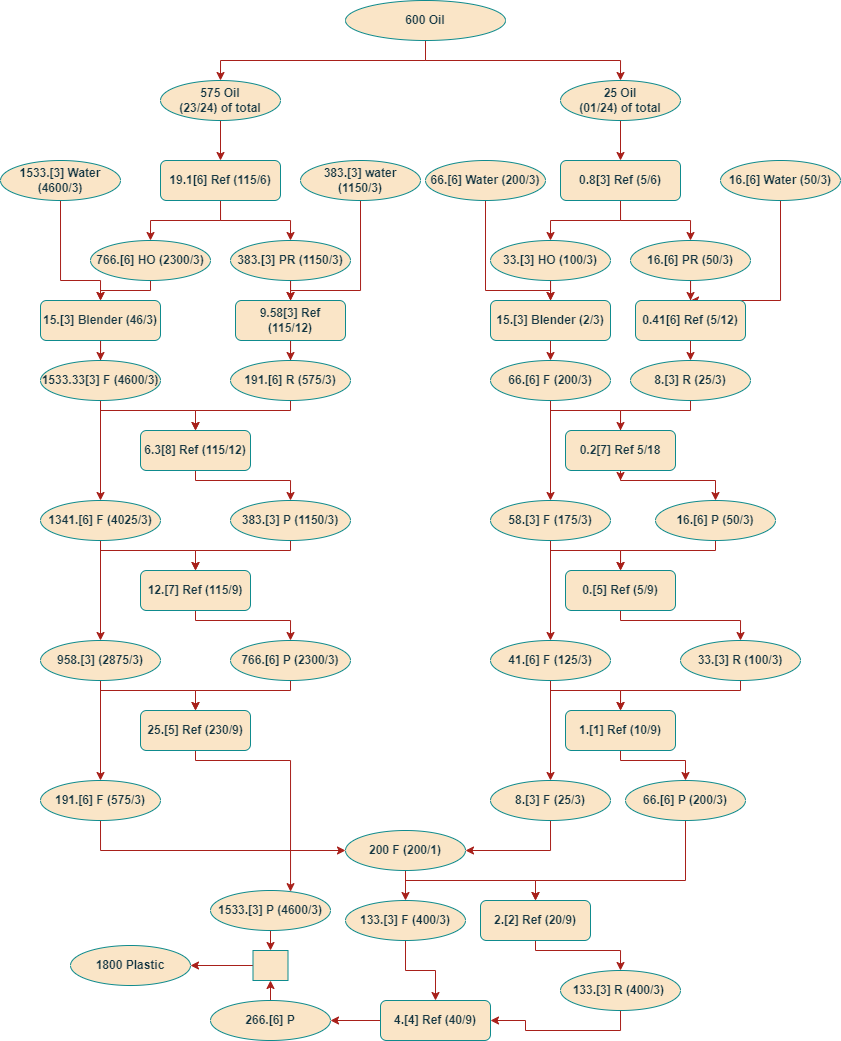 600 Oil
575 Oil
(23/24) of total
25 Oil
(01/24) of total
1533.[3] Water
(4600/3)
19.1[6] Ref (115/6)
383.[3] water
(1150/3)
66.[6] Water (200/3)
0.8[3] Ref (5/6)
16.[6] Water (50/3)
766.[6] HO (2300/3)
383.[3] PR (1150/3)
33.[3] HO (100/3)
16.[6] PR (50/3)
15.[3] Blender (46/3)
9.58[3] Ref
(115/12)
15.[3] Blender (2/3)
0.41[6] Ref (5/12)
1533.33[3] F (4600/3)
191.[6] R (575/3)
66.[6] F (200/3)
8.[3] R (25/3)
6.3[8] Ref (115/12)
0.2[7] Ref 5/18
1341.[6] F (4025/3)
383.[3] P (1150/3)
58.[3] F (175/3)
16.[6] P (50/3)
12.[7] Ref (115/9)
0.[5] Ref (5/9)
958.[3] (2875/3)
766.[6] P (2300/3)
41.[6] F (125/3)
33.[3] R (100/3)
25.[5] Ref (230/9)
1.[1] Ref (10/9)
191.[6] F (575/3)
8.[3] F (25/3)
66.[6] P (200/3)
200 F (200/1)
1533.[3] P (4600/3)
133.[3] F (400/3)
2.[2] Ref (20/9)
1800 Plastic
133.[3] R (400/3)
266.[6] P
4.[4] Ref (40/9)